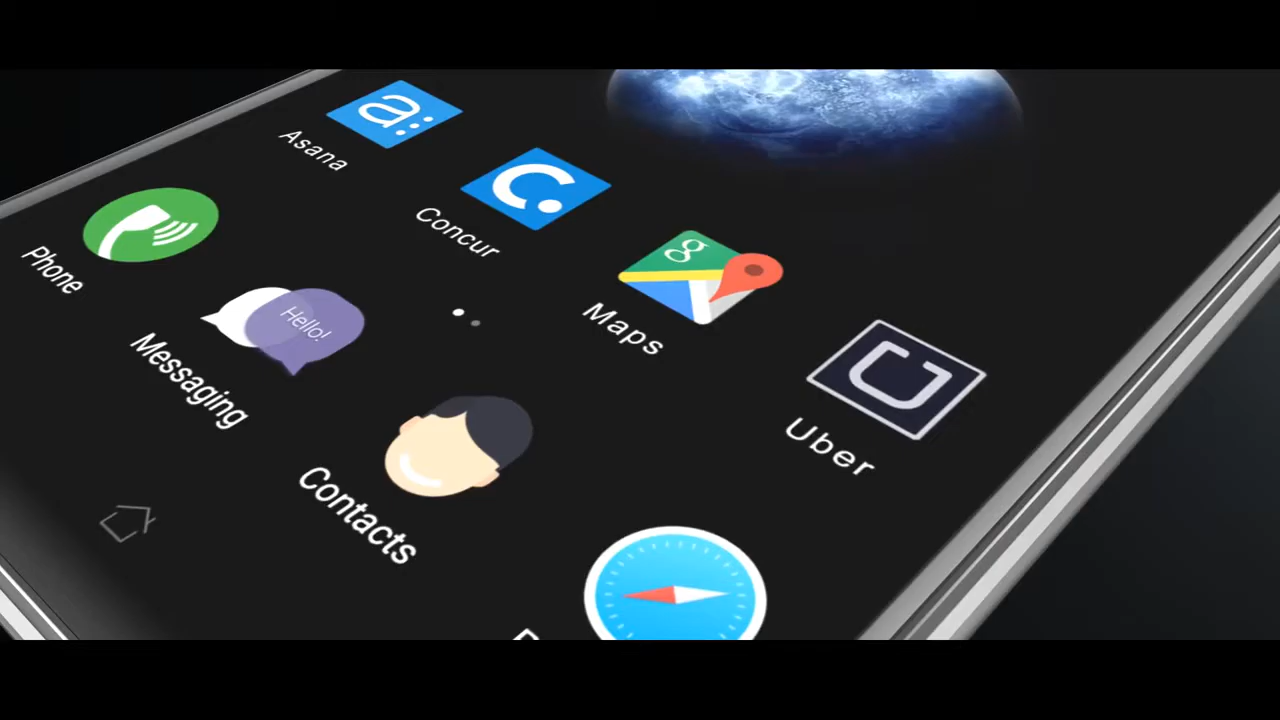 Asana
Concur
g
Maps
Uber
Phone
Hello!
Messaging
Contacts